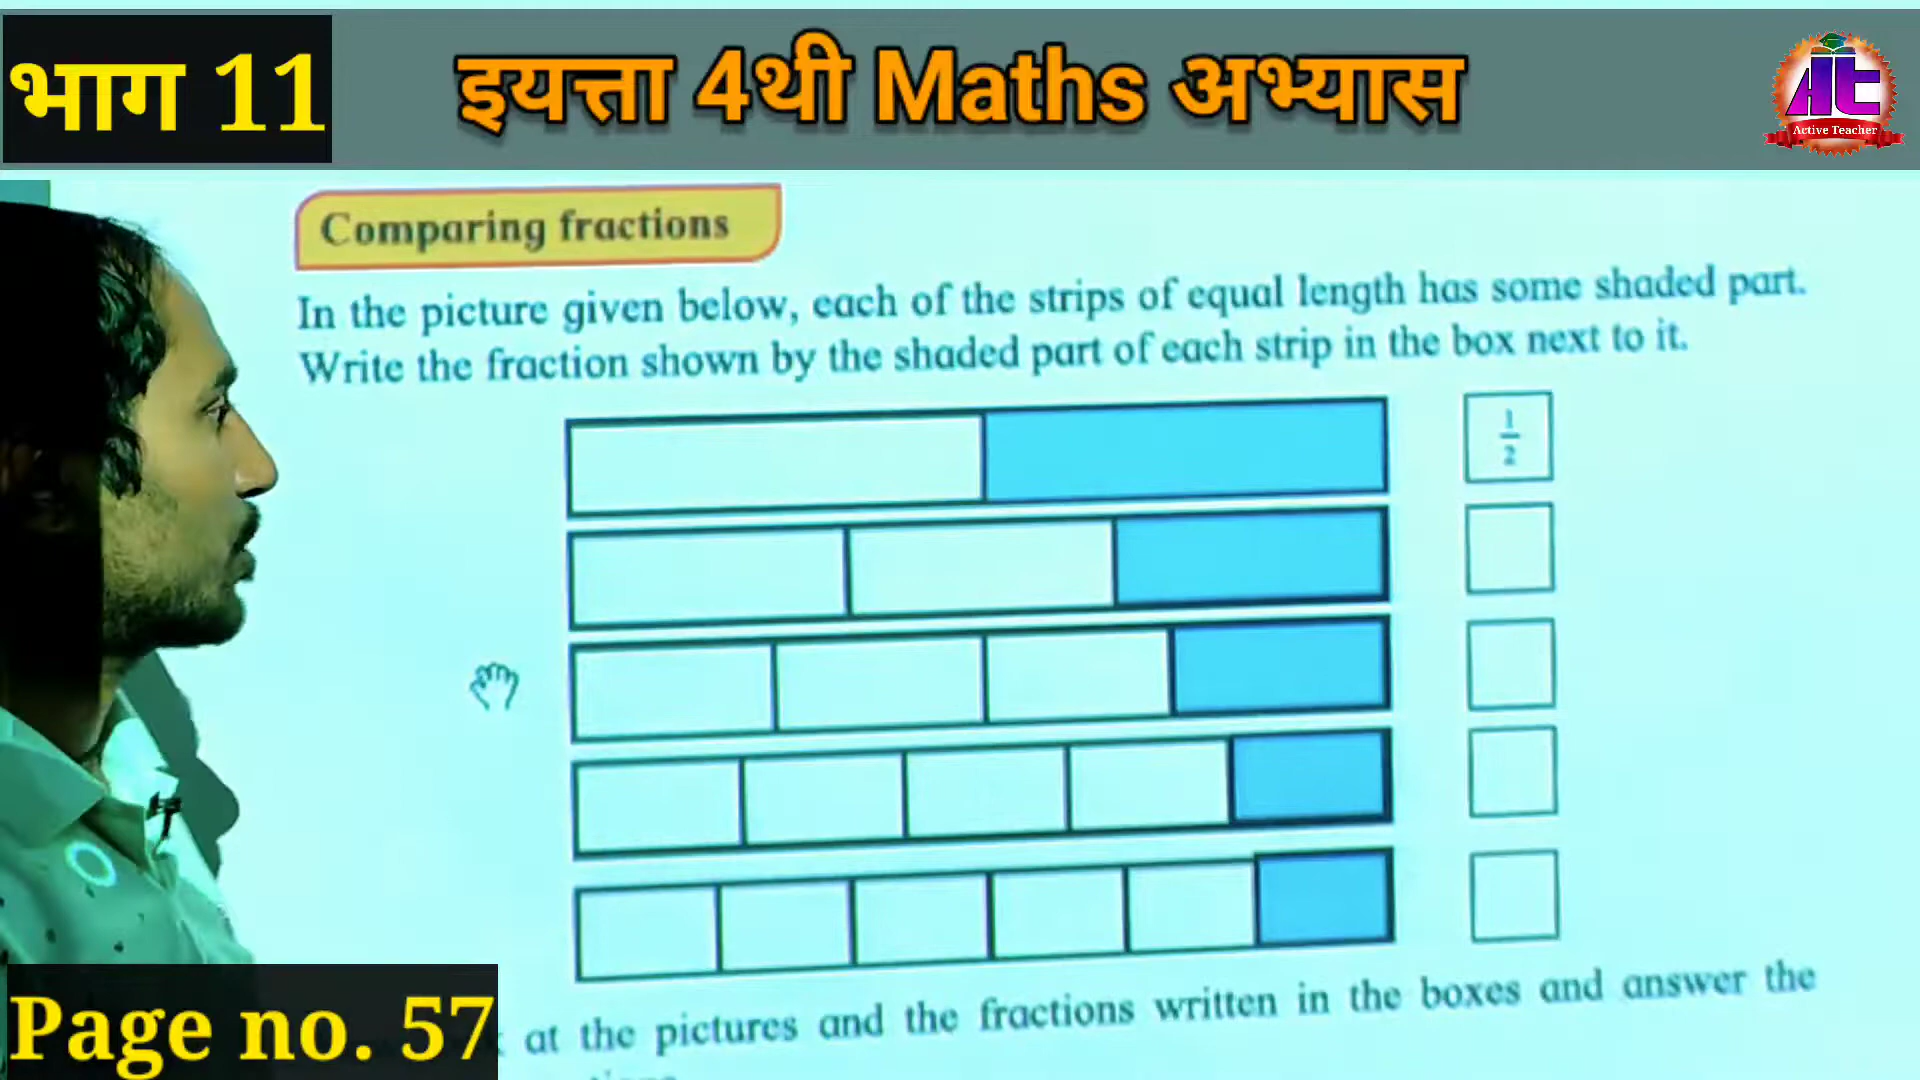 भाग 11
इयत्ता 4थी Maths अभ्यास
At
Active Teacher
Comparing fractions
In the picture given below, each of the strips of equal length has some shaded part.
Write the fraction shown by the shaded part of each strip in the box next to it.
1
2
Page no. 57
at the pictures and the fractions written in the boxes and answer the